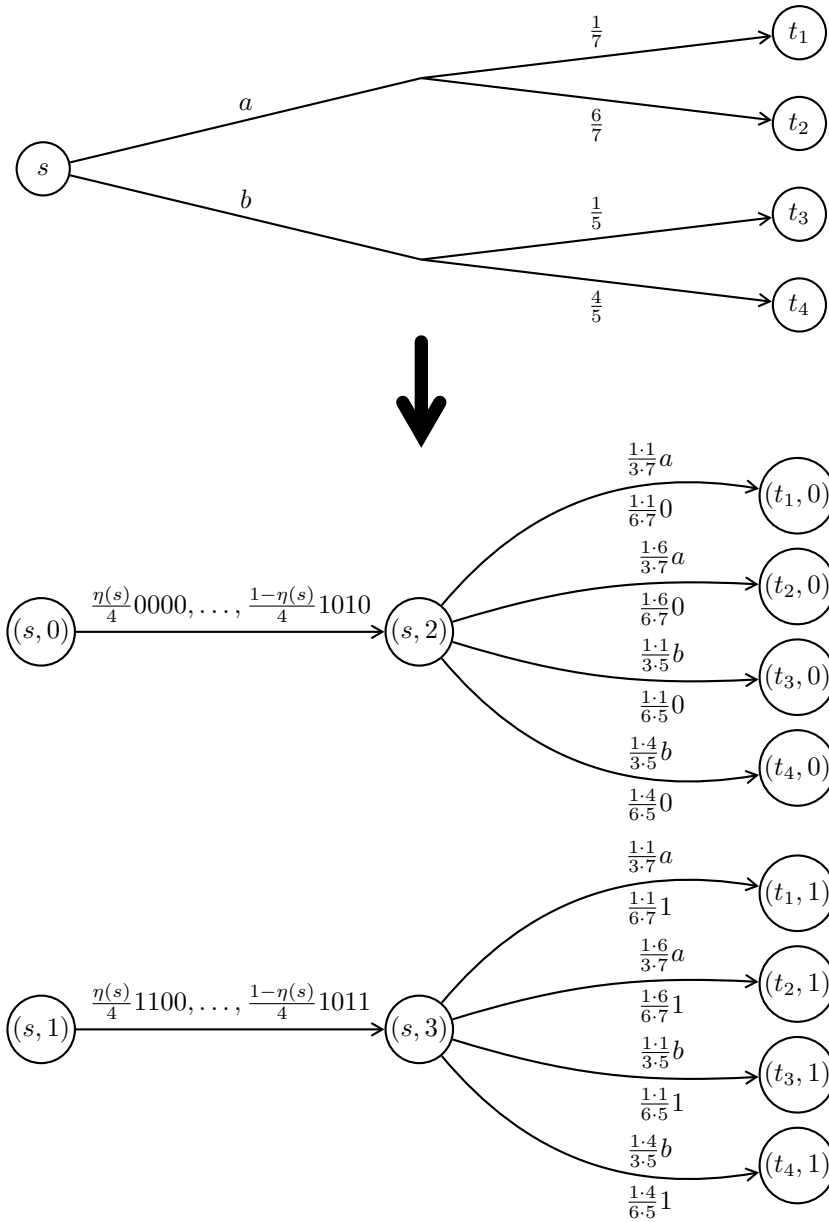 1/7
t_1
a
6/7
t_2
s
b
1/5
t_3
4/5
t_4
(1·1)/(3·7) a
(t_1, 0)
(1·1)/(6·7) 0
(1·6)/(3·7) a
(t_2, 0)
(s, 0) η(s)/4 0000, . . . , (1−η(s))/4 1010 (s, 2)
(1·6)/(6·7) 0
(1·1)/(3·5) b
(t_3, 0)
(1·1)/(6·5) 0
(1·4)/(3·5) b
(t_4, 0)
(1·4)/(6·5) 0
(1·1)/(3·7) a
(t_1, 1)
(1·1)/(6·7) 1
(1·6)/(3·7) a
(t_2, 1)
(s, 1) η(s)/4 1100, . . . , (1−η(s))/4 1011 (s, 3)
(1·6)/(6·7) 1
(1·1)/(3·5) b
(t_3, 1)
(1·1)/(6·5) 1
(1·4)/(3·5) b
(t_4, 1)
(1·4)/(6·5) 1